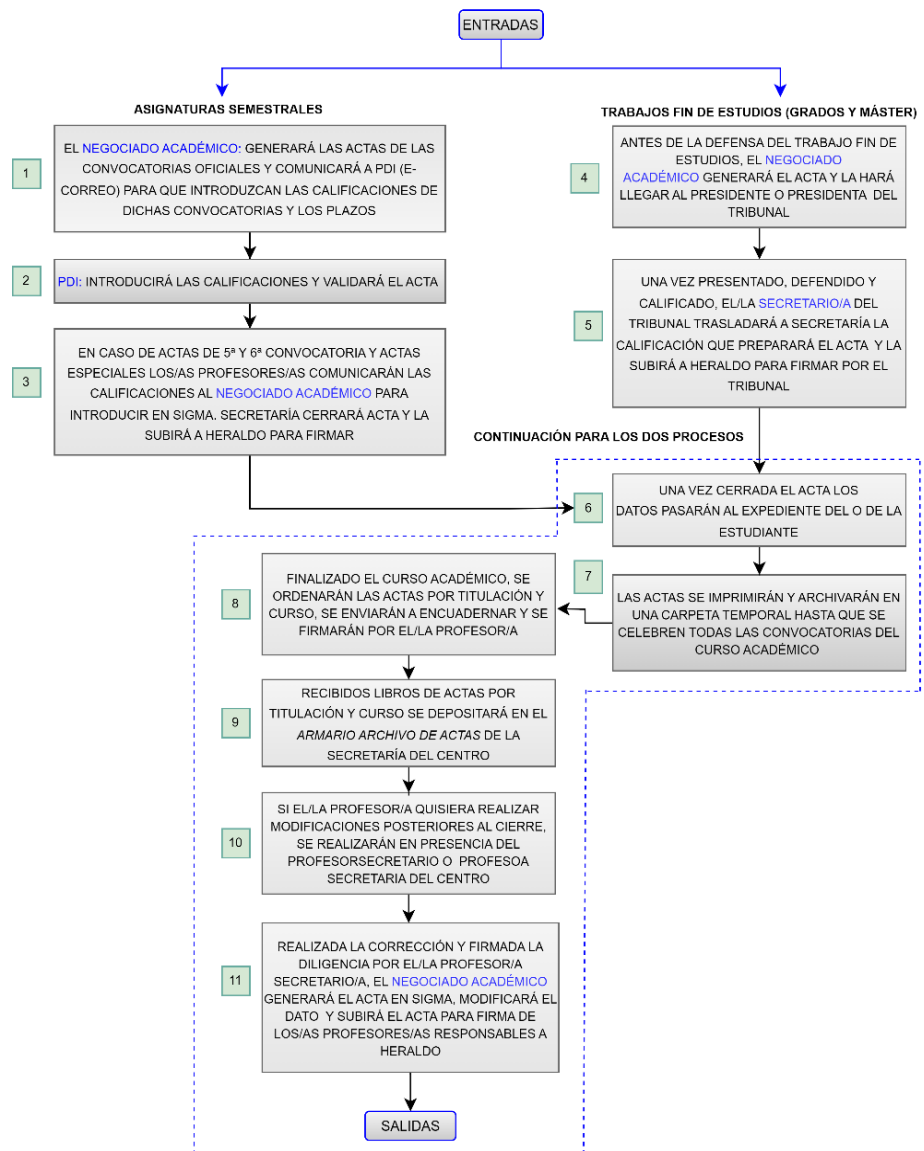 ENTRADAS
ASIGNATURAS SEMESTRALES
1
EL NEGOCIADO ACADÉMICO: GENERARÁ LAS ACTAS DE LAS
CONVOCATORIAS OFICIALES Y COMUNICARÁ A PDI (E-
CORREO) PARA QUE INTRODUZCAN LAS CALIFICACIONES DE
DICHAS CONVOCATORIAS Y LOS PLAZOS
2
PDI: INTRODUCIRÁ LAS CALIFICACIONES Y VALIDARÁ EL ACTA
3
EN CASO DE ACTAS DE 5ª Y 6ª CONVOCATORIA Y ACTAS
ESPECIALES LOS/AS PROFESORES/AS COMUNICARÁN LAS
CALIFICACIONES AL NEGOCIADO ACADÉMICO PARA
INTRODUCIR EN SIGMA. SECRETARÍA CERRARÁ ACTA Y LA
SUBIRÁ A HERALDO PARA FIRMAR
TRABAJOS FIN DE ESTUDIOS (GRADOS Y MÁSTER)
4
ANTES DE LA DEFENSA DEL TRABAJO FIN DE
ESTUDIOS, EL NEGOCIADO
ACADÉMICO GENERARÁ EL ACTA Y LA HARÁ
LLEGAR AL PRESIDENTE O PRESIDENTA DEL
TRIBUNAL
5
UNA VEZ PRESENTADO, DEFENDIDO Y
CALIFICADO, EL/LA SECRETARIO/A DEL
TRIBUNAL TRASLADARÁ A SECRETARÍA LA
CALIFICACIÓN QUE PREPARARÁ EL ACTA Y LA
SUBIRÁ A HERALDO PARA FIRMAR POR EL
TRIBUNAL
CONTINUACIÓN PARA LOS DOS PROCESOS
6
UNA VEZ CERRADA EL ACTA LOS
DATOS PASARÁN AL EXPEDIENTE DEL O DE LA
ESTUDIANTE
7
LAS ACTAS SE IMPRIMIRÁN Y ARCHIVARÁN EN
UNA CARPETA TEMPORAL HASTA QUE SE
CELEBREN TODAS LAS CONVOCATORIAS DEL
CURSO ACADÉMICO
8
FINALIZADO EL CURSO ACADÉMICO, SE
ORDENARÁN LAS ACTAS POR TITULACIÓN Y
CURSO, SE ENVIARÁN A ENCUADERNAR Y SE
FIRMARÁN POR EL/LA PROFESOR/A
9
RECIBIDOS LIBROS DE ACTAS POR
TITULACIÓN Y CURSO SE DEPOSITARÁ EN EL
ARMARIO ARCHIVO DE ACTAS DE LA
SECRETARÍA DEL CENTRO
10
SI EL/LA PROFESOR/A QUISIERA REALIZAR
MODIFICACIONES POSTERIORES AL CIERRE,
SE REALIZARÁN EN PRESENCIA DEL
PROFESORSECRETARIO O PROFESOA
SECRETARIA DEL CENTRO
11
REALIZADA LA CORRECCIÓN Y FIRMADA LA
DILIGENCIA POR EL/LA PROFESOR/A
SECRETARIO/A, EL NEGOCIADO ACADÉMICO
GENERARÁ EL ACTA EN SIGMA, MODIFICARÁ EL
DATO Y SUBIRÁ EL ACTA PARA FIRMA DE
LOS/AS PROFESORES/AS RESPONSABLES A
HERALDO
SALIDAS